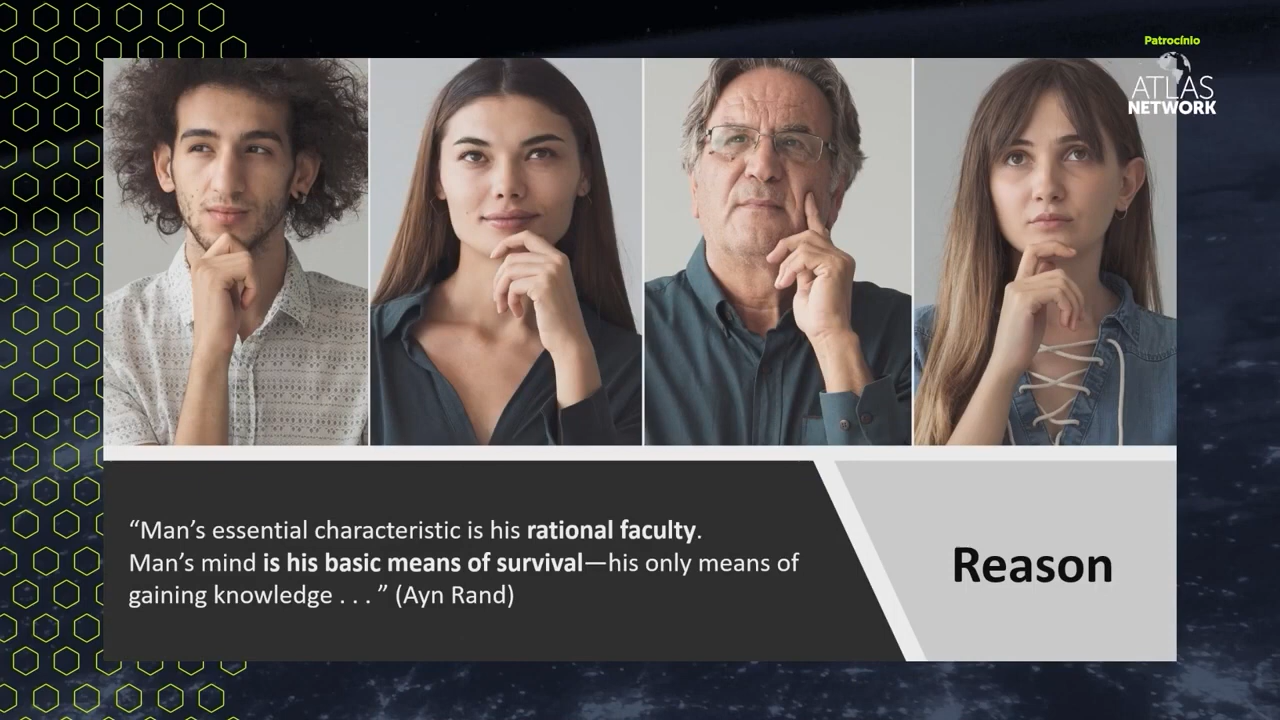 Patrocínio
ATLAS
NETWORK
“Man’s essential characteristic is his rational faculty.
Man’s mind is his basic means of survival—his only means of
gaining knowledge . . . ” (Ayn Rand)
Reason